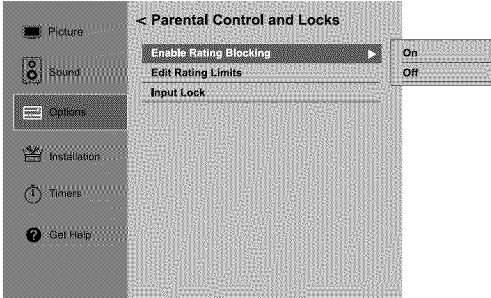 Picture
Sound
Options
Installation
Timers
Get Help
< Parental Control and Locks
Enable Rating Blocking
Edit Rating Limits
Input Lock
On
Off